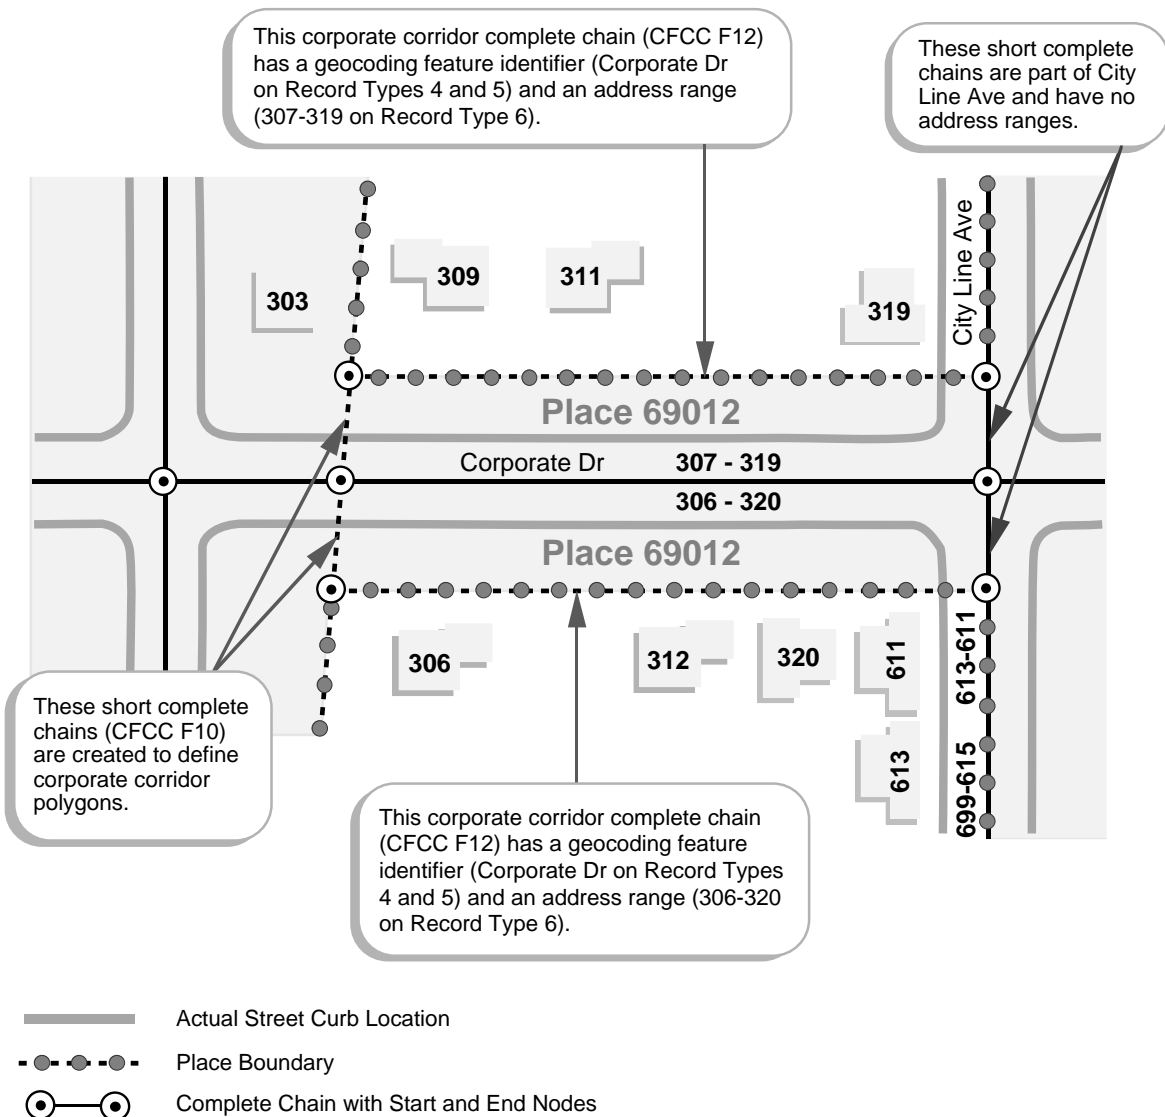 This corporate corridor complete chain (CFCC F12)
has a geocoding feature identifier (Corporate Dr
on Record Types 4 and 5) and an address range
(307-319 on Record Type 6).
These short complete
chains are part of City
Line Ave and have no
address ranges.
City Line Ave
303
309
311
319
Place 69012
Corporate Dr 307 - 319
306 - 320
Place 69012
306
312
320
611
613
613-611
699-615
These short complete
chains (CFCC F10)
are created to define
corporate corridor
polygons.
This corporate corridor complete chain
(CFCC F12) has a geocoding feature
identifier (Corporate Dr on Record Types
4 and 5) and an address range (306-320
on Record Type 6).
Actual Street Curb Location
Place Boundary
Complete Chain with Start and End Nodes